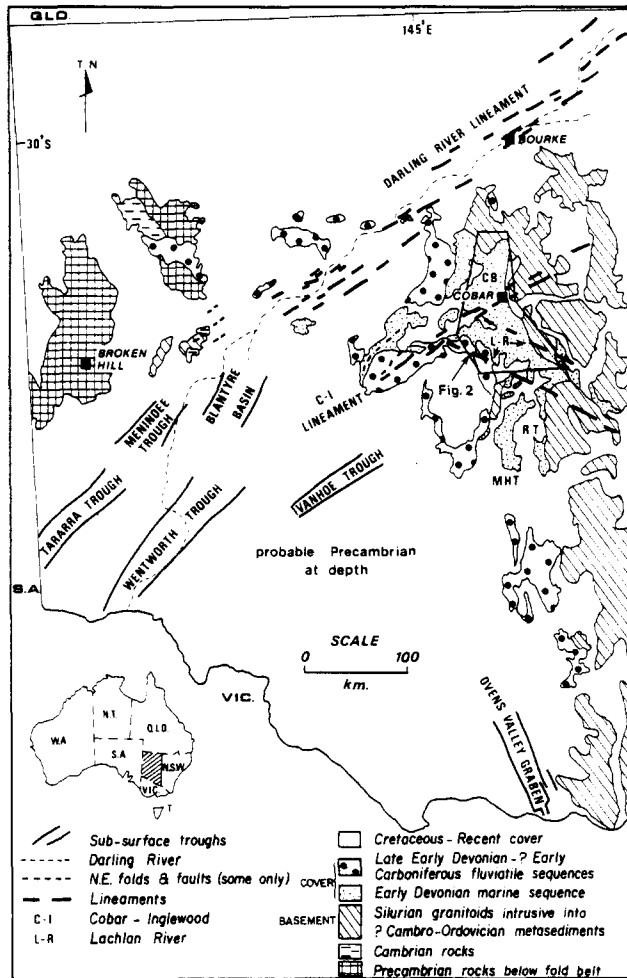 QLD.
145°E
T N
30°S
DARLING RIVER LINEAMENT
BOURKE
CB
COBAR
L-R
BROKEN
HILL
C-I
LINEAMENT
Fig. 2
MENINDEE
TROUGH
BLANTYRE
BASIN
RT
MHT
IVANHOE TROUGH
TARARRA TROUGH
WENTWORTH TROUGH
probable Precambrian
at depth
S.A.
SCALE
0 100
km.
VIC.
OVENS VALLEY GRABEN
N.T.
QLD.
W.A
S.A
N.S.W.
VIC.
T
Sub-surface troughs
Darling River
N.E. folds & faults (some only)
Lineaments
C-I Cobar - Inglewood
L-R Lachlan River
Cretaceous - Recent cover
COVER
Late Early Devonian - ? Early
Carboniferous fluviatile sequences
Early Devonian marine sequence
BASEMENT
Silurian granitoids intrusive into
? Cambro-Ordovician metasediments
Cambrian rocks
Precambrian rocks below fold belt